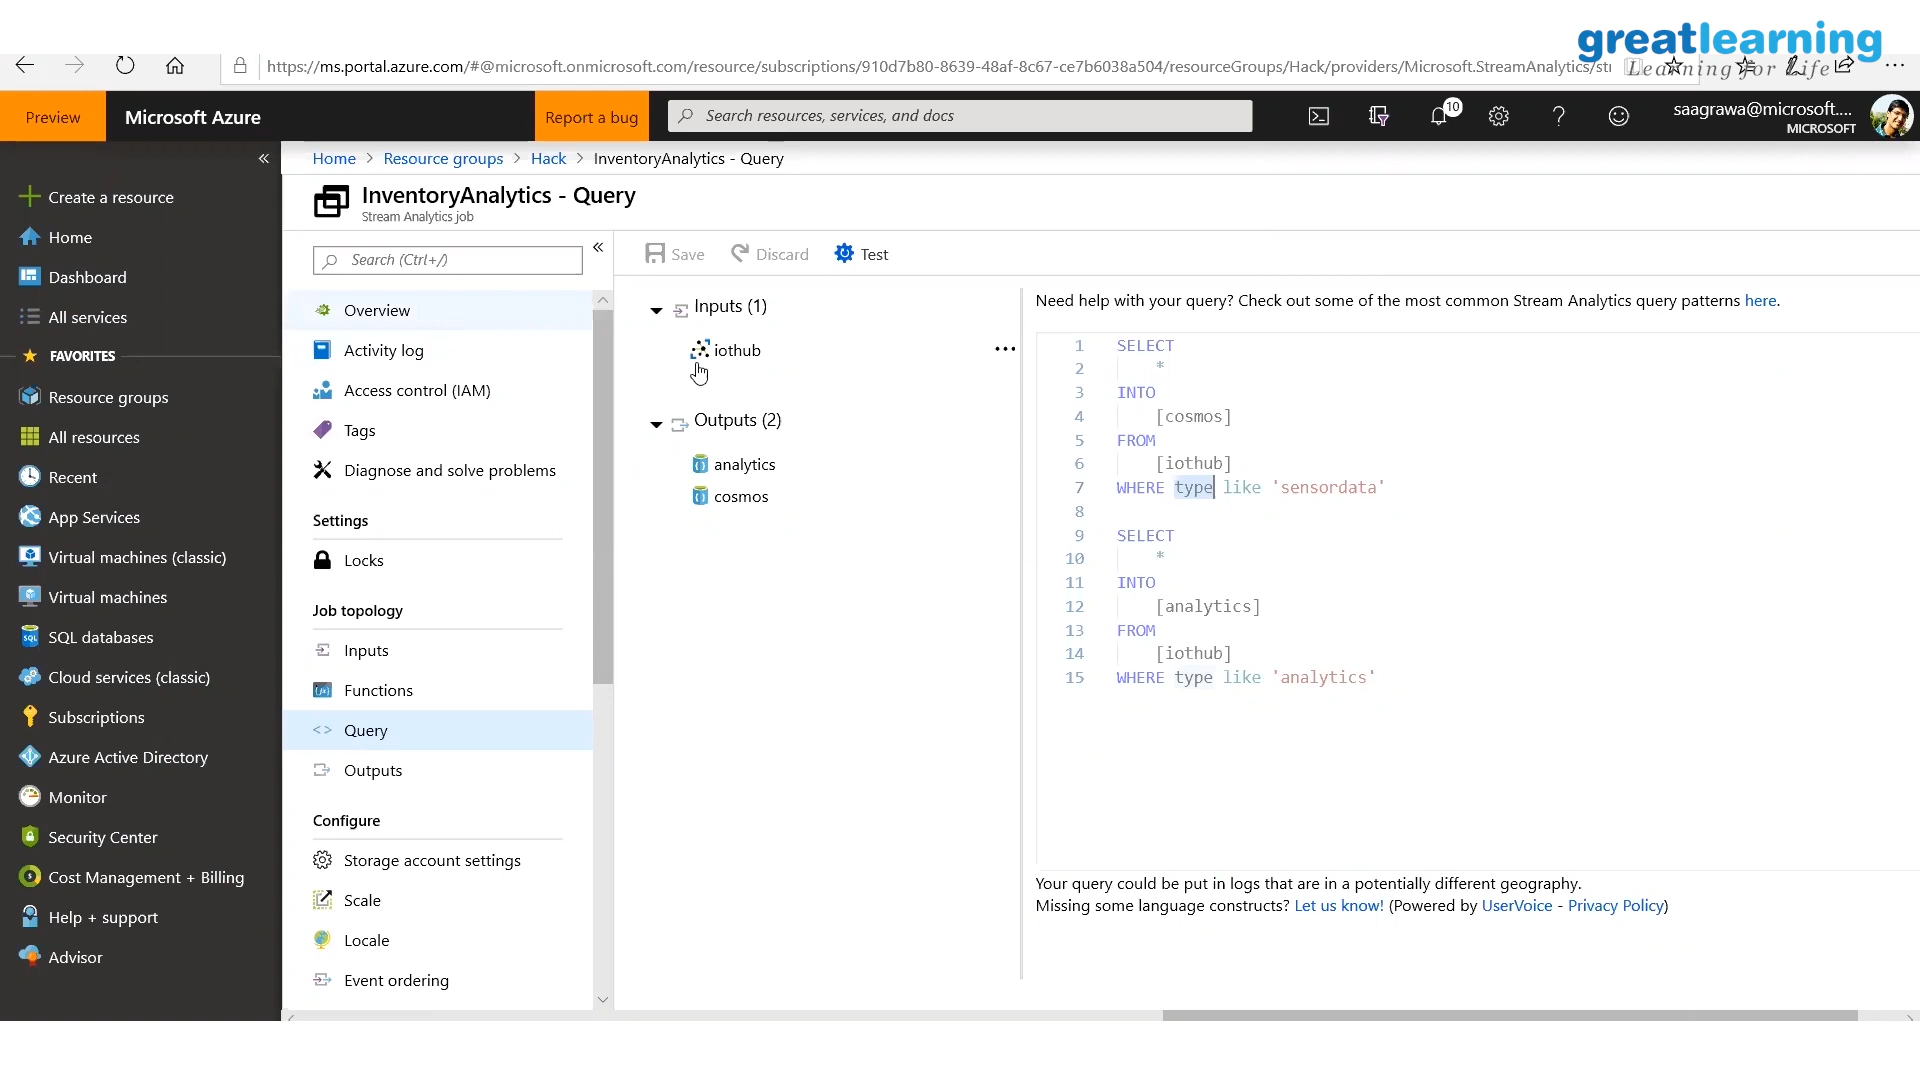 greatlearning
Learning for Life
https://ms.portal.azure.com/#@microsoft.onmicrosoft.com/resource/subscriptions/910d7b80-8639-48af-8c67-ce7b6038a504/resourceGroups/Hack/providers/Microsoft.StreamAnalytics/str
Preview
Microsoft Azure
Report a bug
Search resources, services, and docs
10
saagrawa@microsoft....
MICROSOFT
Home > Resource groups > Hack > InventoryAnalytics - Query
InventoryAnalytics - Query
Stream Analytics job
Create a resource
Home
Dashboard
All services
FAVORITES
Resource groups
All resources
Recent
App Services
Virtual machines (classic)
Virtual machines
SQL databases
Cloud services (classic)
Subscriptions
Azure Active Directory
Monitor
Security Center
Cost Management + Billing
Help + support
Advisor
Search (Ctrl+/)
Overview
Activity log
Access control (IAM)
Tags
Diagnose and solve problems
Settings
Locks
Job topology
Inputs
Functions
Query
Outputs
Configure
Storage account settings
Scale
Locale
Event ordering
Save
Discard
Test
Inputs (1)
iothub
Outputs (2)
analytics
cosmos
Need help with your query? Check out some of the most common Stream Analytics query patterns here.
1 SELECT
2 *
3 INTO
4 [cosmos]
5 FROM
6 [iothub]
7 WHERE type like 'sensordata'
8
9 SELECT
10 *
11 INTO
12 [analytics]
13 FROM
14 [iothub]
15 WHERE type like 'analytics'
Your query could be put in logs that are in a potentially different geography.
Missing some language constructs? Let us know! (Powered by UserVoice - Privacy Policy)